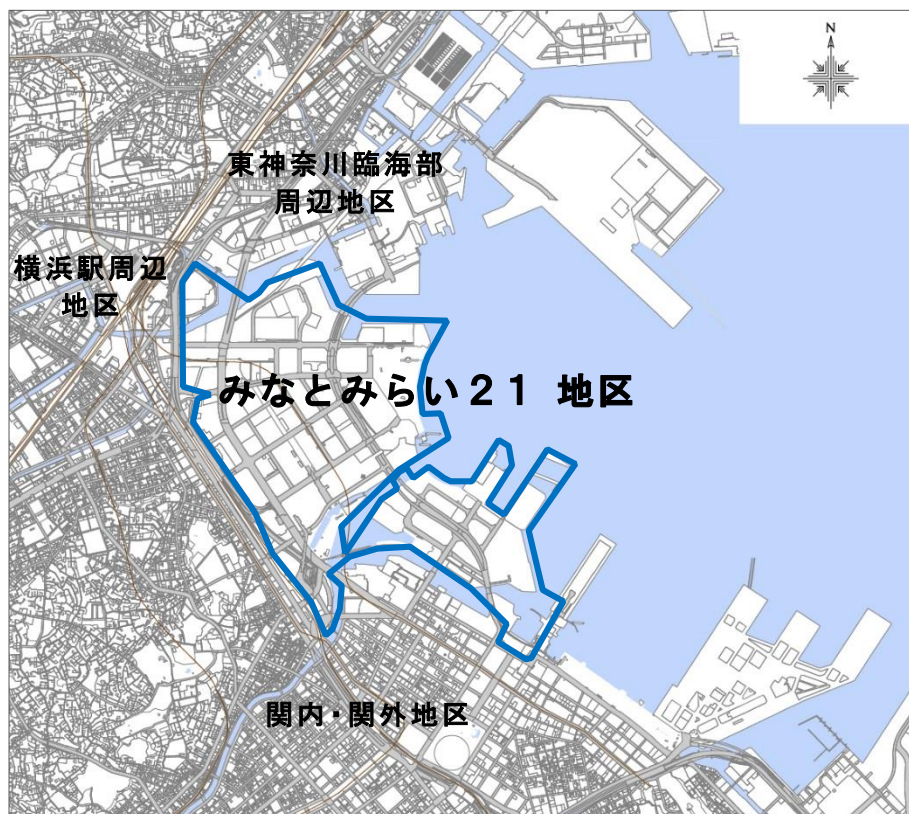 N
東神奈川臨海部
周辺地区
横浜駅周辺
地区
みなとみらい２１ 地区
関内・関外地区